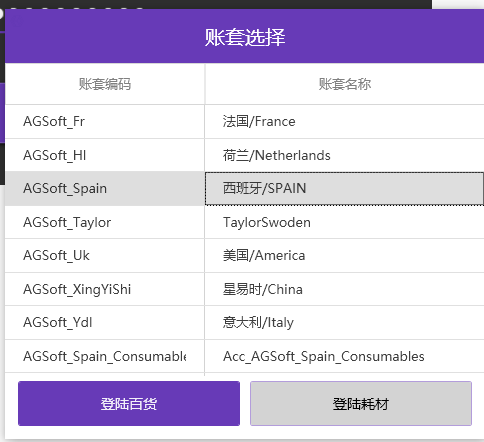 账套选择
账套编码 账套名称
AGSoft_Fr 法国/France
AGSoft_Hl 荷兰/Netherlands
AGSoft_Spain 西班牙/SPAIN
AGSoft_Taylor TaylorSwoden
AGSoft_Uk 美国/America
AGSoft_XingYiShi 星易时/China
AGSoft_Ydl 意大利/Italy
AGSoft_Spain_Consumable Acc_AGSoft_Spain_Consumables
登陆百货 登陆耗材